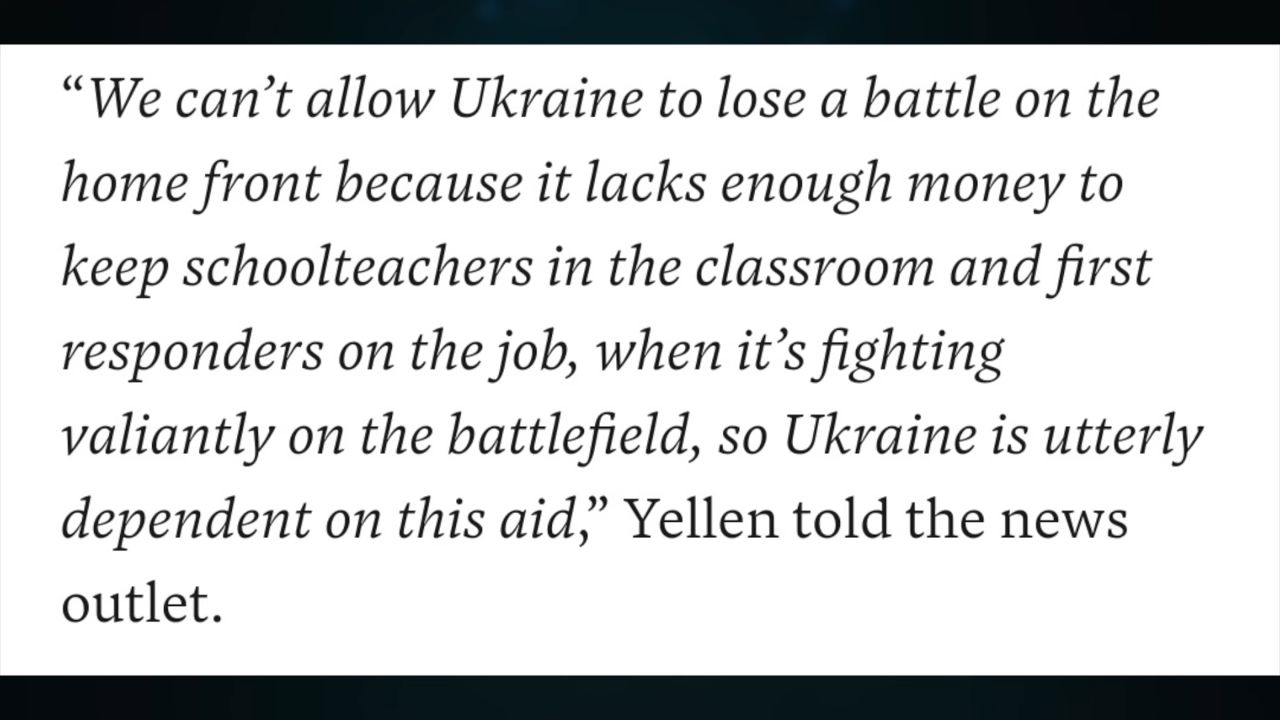 “We can’t allow Ukraine to lose a battle on the
home front because it lacks enough money to
keep schoolteachers in the classroom and first
responders on the job, when it’s fighting
valiantly on the battlefield, so Ukraine is utterly
dependent on this aid,” Yellen told the news
outlet.